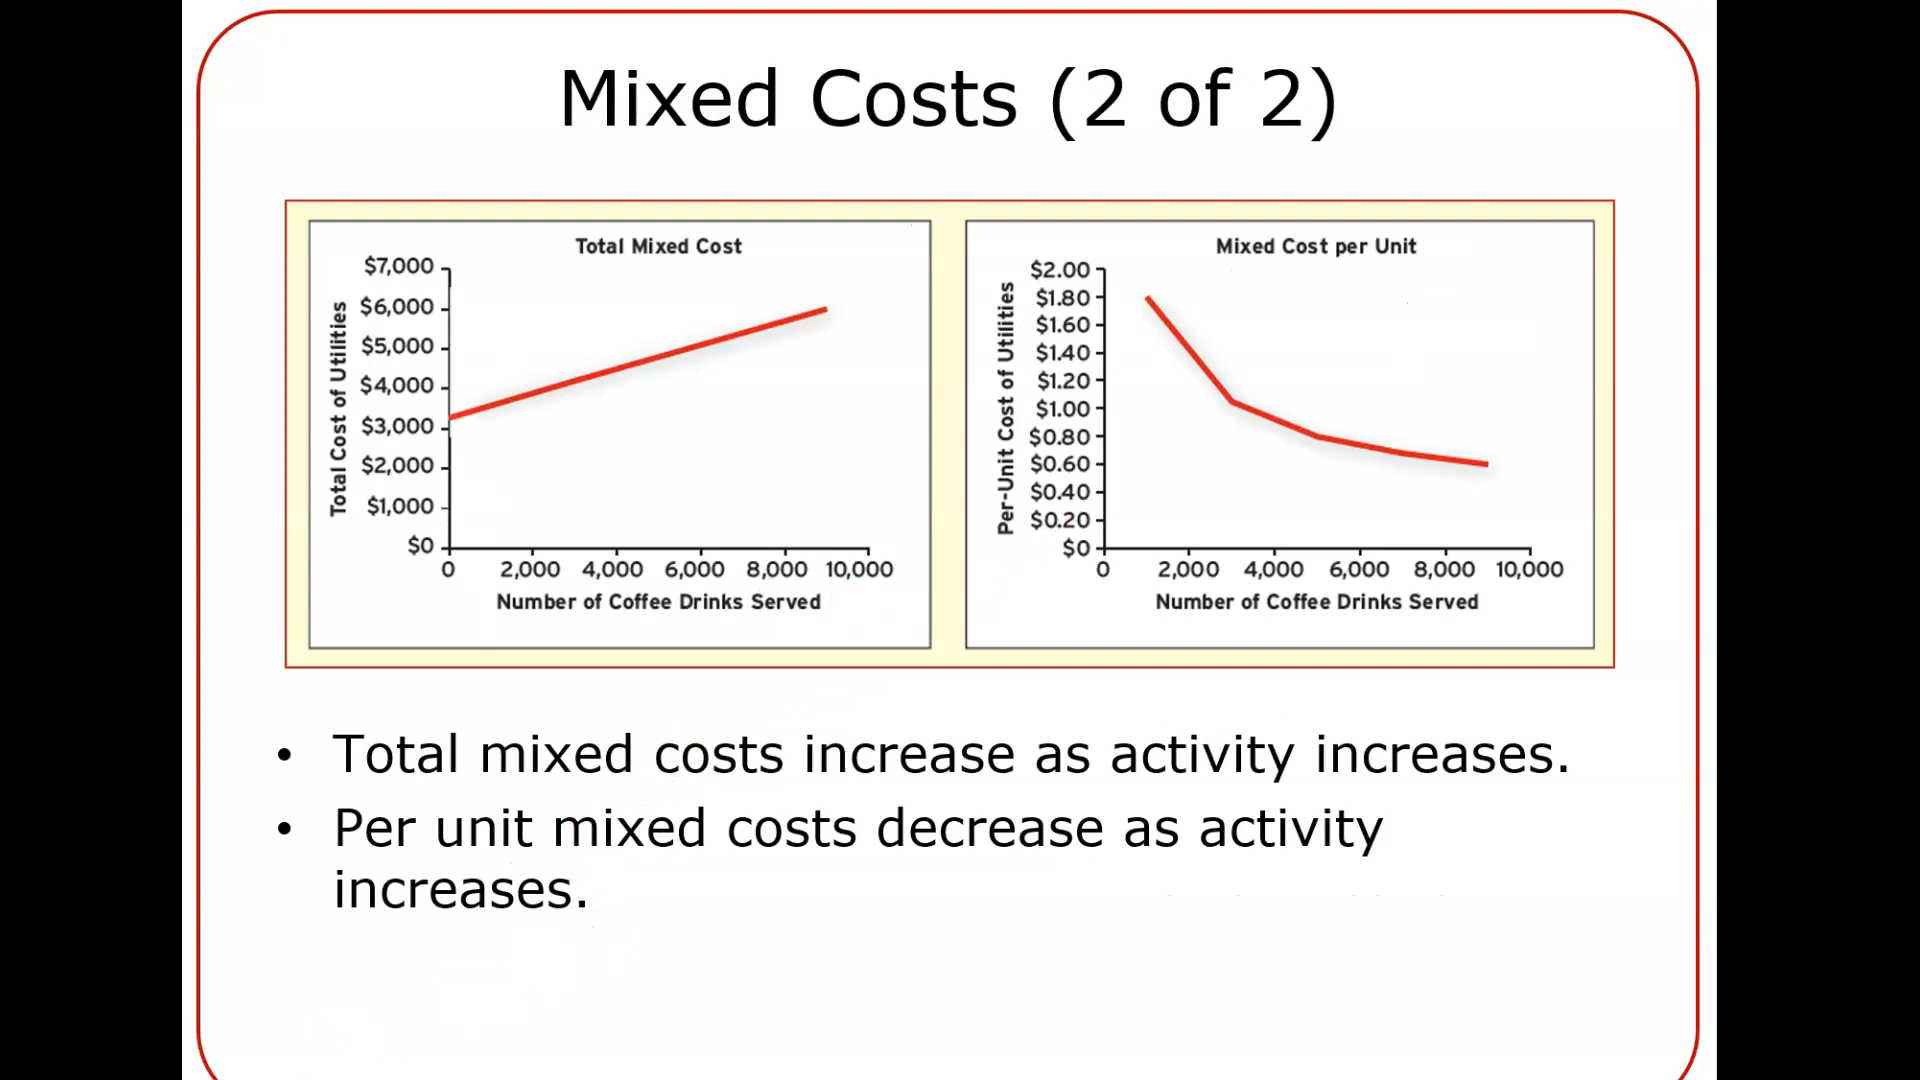 Mixed Costs (2 of 2)
Total Mixed Cost
$7,000
$6,000
$5,000
$4,000
$3,000
$2,000
$1,000
$0
Total Cost of Utilities
0 2,000 4,000 6,000 8,000 10,000
Number of Coffee Drinks Served
Mixed Cost per Unit
$2.00
$1.80
$1.60
$1.40
$1.20
$1.00
$0.80
$0.60
$0.40
$0.20
$0
Per-Unit Cost of Utilities
0 2,000 4,000 6,000 8,000 10,000
Number of Coffee Drinks Served
• Total mixed costs increase as activity increases.
• Per unit mixed costs decrease as activity
increases.